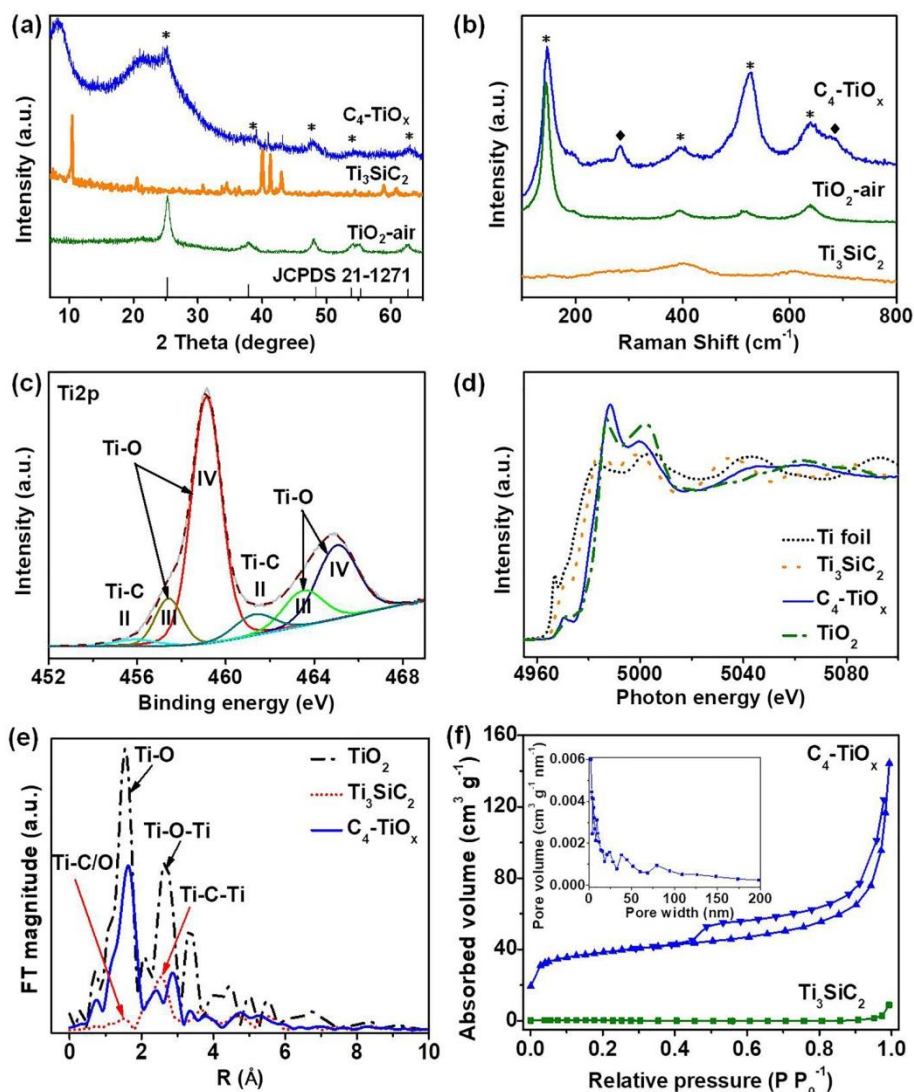 (a)
Intensity (a.u.)
*
C₄-TiOₓ
* * * *
Ti₃SiC₂
TiO₂-air
JCPDS 21-1271
10 20 30 40 50 60
2 Theta (degree)
(b)
Intensity (a.u.)
* * * *
♦ ♦
C₄-TiOₓ
TiO₂-air
Ti₃SiC₂
200 400 600 800
Raman Shift (cm⁻¹)
(c)
Ti2p
Intensity (a.u.)
Ti-O
IV
Ti-O
Ti-C
II
III
Ti-C
II
III
IV
452 456 460 464 468
Binding energy (eV)
(d)
Intensity (a.u.)
Ti foil
Ti₃SiC₂
C₄-TiOₓ
TiO₂
4960 5000 5040 5080
Photon energy (eV)
(e)
FT magnitude (a.u.)
Ti-O
TiO₂
Ti₃SiC₂
C₄-TiOₓ
Ti-O-Ti
Ti-C/O
Ti-C-Ti
0 2 4 6 8 10
R (Å)
(f)
Absorbed volume (cm³ g⁻¹)
160
120
80
40
0
C₄-TiOₓ
Pore volume (cm³ g⁻¹ nm⁻¹)
0.006
0.004
0.002
0.000
0 50 100 150 200
Pore width (nm)
Ti₃SiC₂
0.0 0.2 0.4 0.6 0.8 1.0
Relative pressure (P P₀⁻¹)